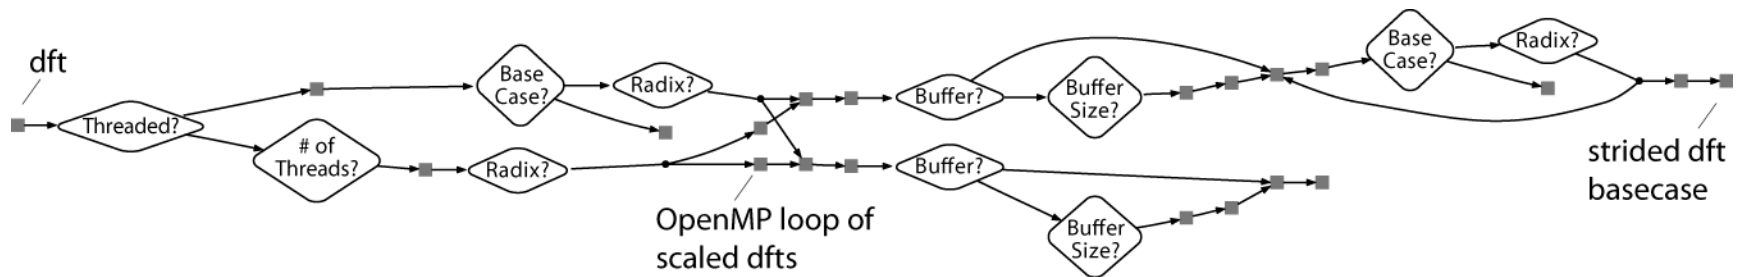 dft
Threaded?
# of
Threads?
Base
Case?
Radix?
Radix?
OpenMP loop of
scaled dfts
Buffer?
Buffer
Size?
Buffer?
Buffer
Size?
Base
Case?
Radix?
strided dft
basecase